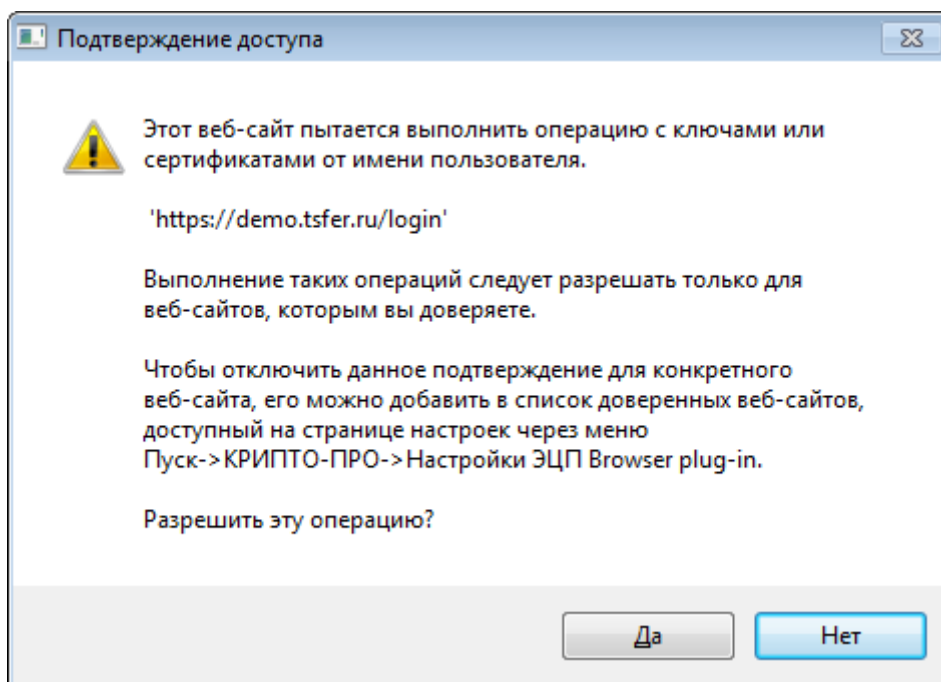 Подтверждение доступа
Этот веб-сайт пытается выполнить операцию с ключами или
сертификатами от имени пользователя.
'https://demo.tsfer.ru/login'
Выполнение таких операций следует разрешать только для
веб-сайтов, которым вы доверяете.
Чтобы отключить данное подтверждение для конкретного
веб-сайта, его можно добавить в список доверенных веб-сайтов,
доступный на странице настроек через меню
Пуск->КРИПТО-ПРО->Настройки ЭЦП Browser plug-in.
Разрешить эту операцию?
Да
Нет